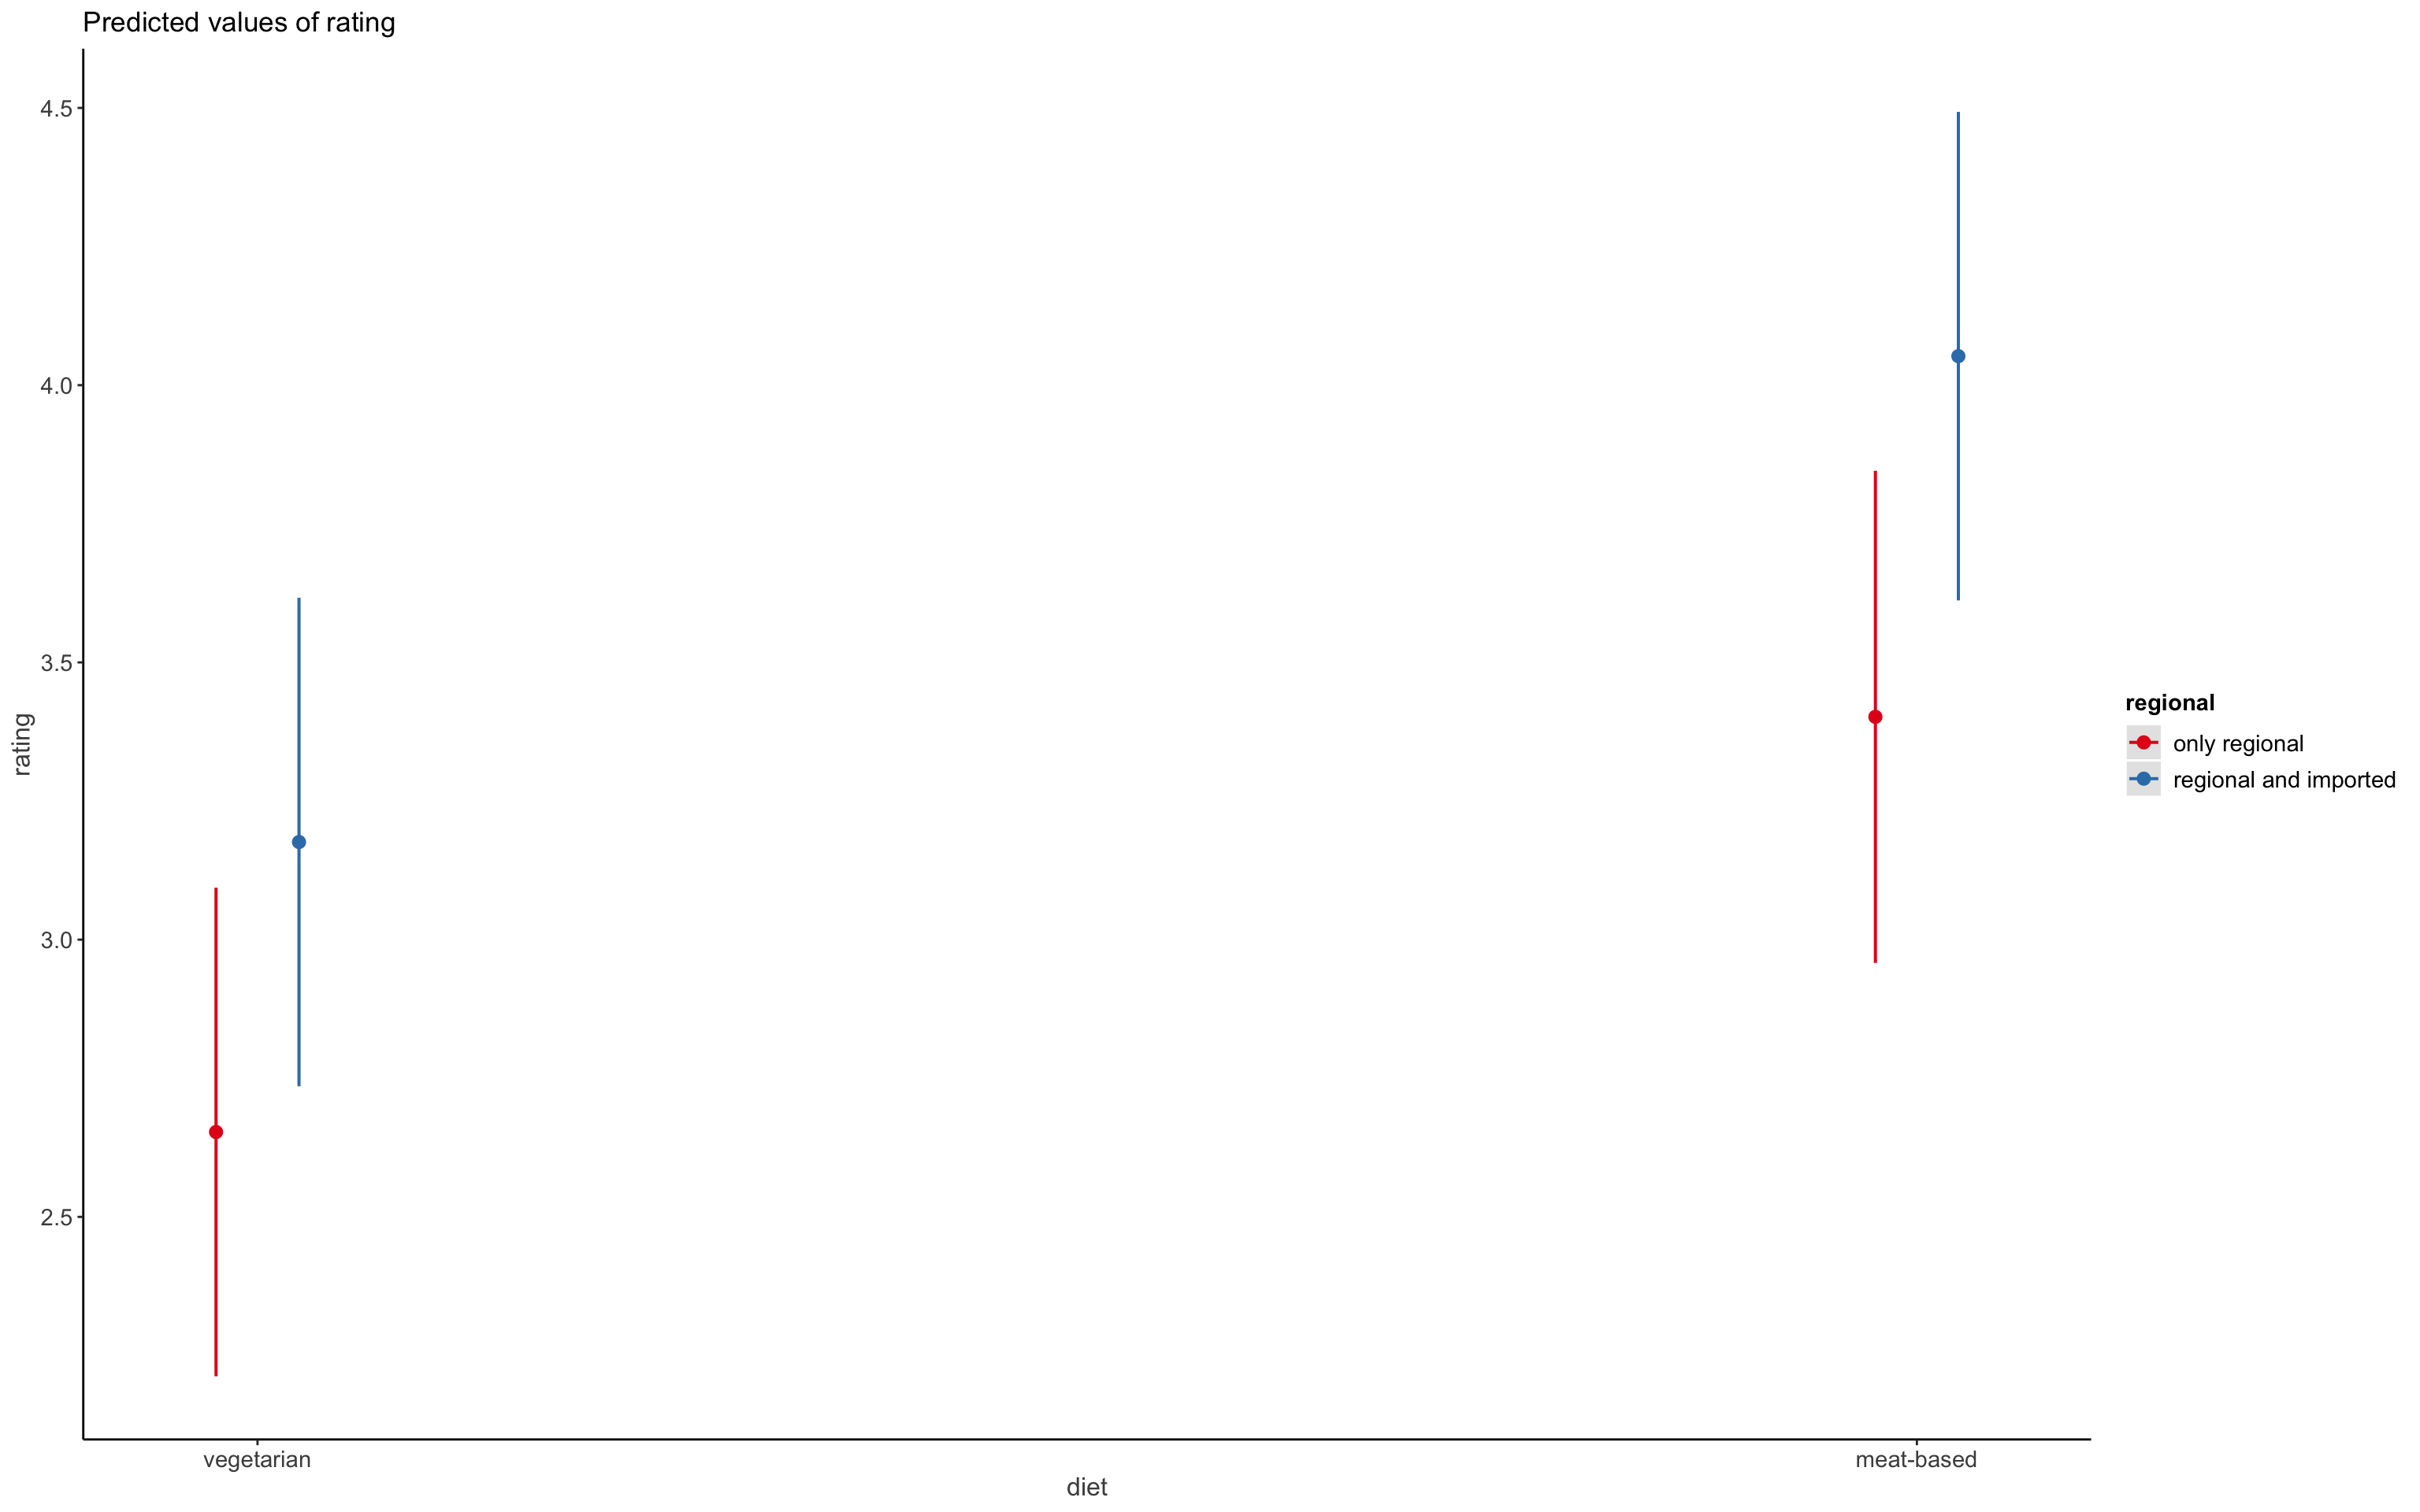 Predicted values of rating
4.5
4.0
3.5
3.0
2.5
rating
vegetarian
meat-based
diet
regional
only regional
regional and imported